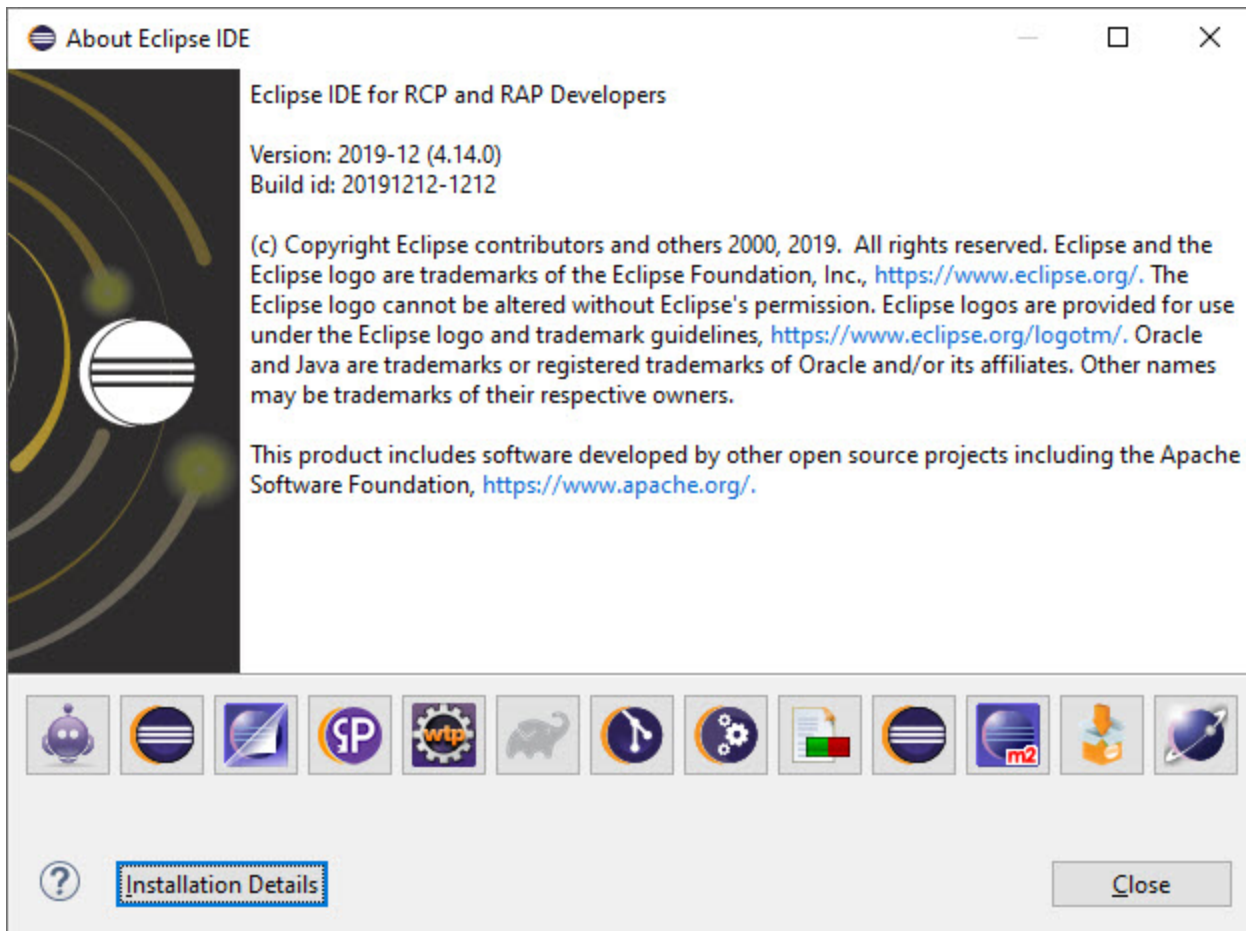 About Eclipse IDE
Eclipse IDE for RCP and RAP Developers
Version: 2019-12 (4.14.0)
Build id: 20191212-1212
(c) Copyright Eclipse contributors and others 2000, 2019.  All rights reserved. Eclipse and the
Eclipse logo are trademarks of the Eclipse Foundation, Inc., https://www.eclipse.org/. The
Eclipse logo cannot be altered without Eclipse's permission. Eclipse logos are provided for use
under the Eclipse logo and trademark guidelines, https://www.eclipse.org/logotm/. Oracle
and Java are trademarks or registered trademarks of Oracle and/or its affiliates. Other names
may be trademarks of their respective owners.
This product includes software developed by other open source projects including the Apache
Software Foundation, https://www.apache.org/.
wtp
m2
?
Installation Details
Close